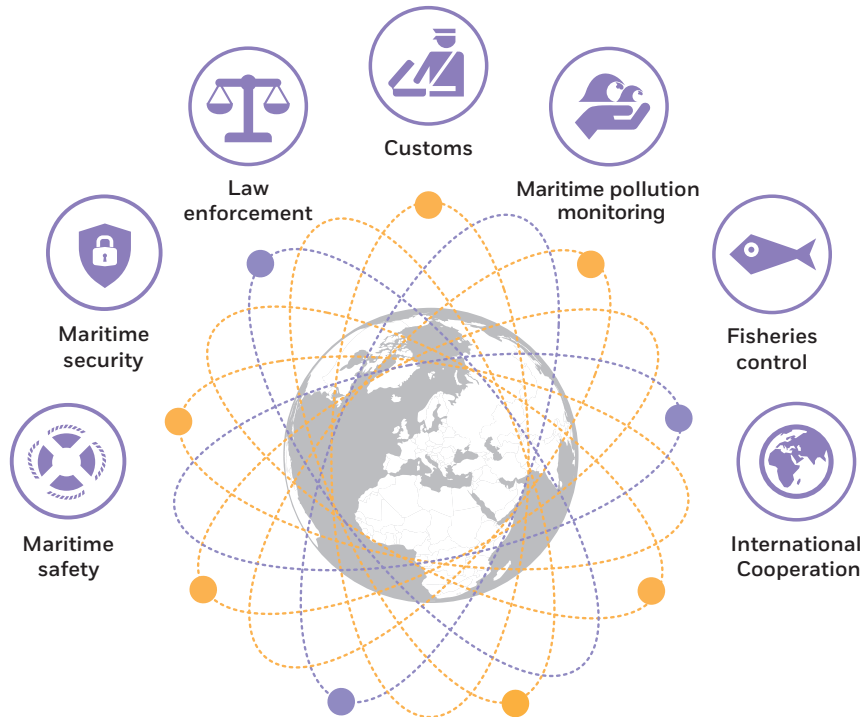 Customs
Law
enforcement
Maritime pollution
monitoring
Maritime
security
Fisheries
control
Maritime
safety
International
Cooperation